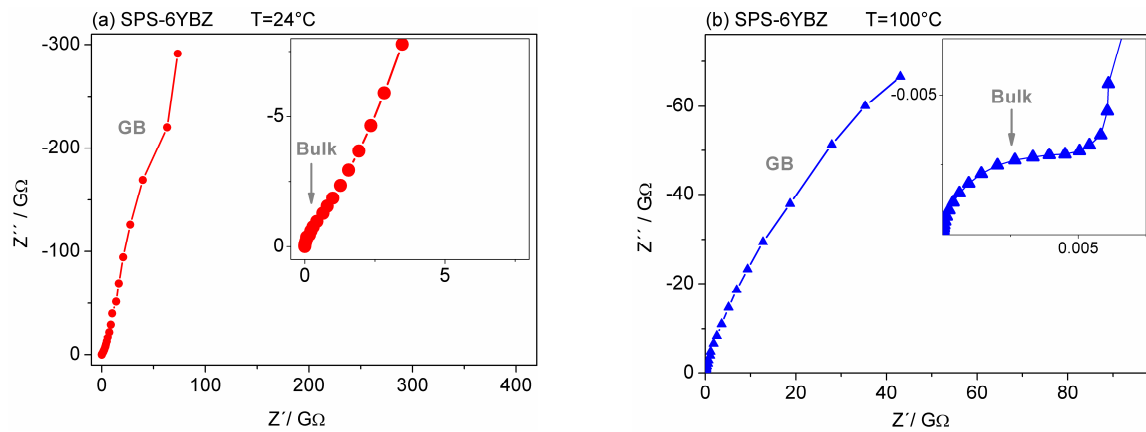 (a) SPS-6YBZ T=24°C
-300
-200
-100
0
Z´´ / GΩ
GB
-5
0
Bulk
0 5
0 100 200 300 400
Z´/ GΩ
(b) SPS-6YBZ T=100°C
-60
-40
-20
0
Z´´ / GΩ
GB
-0.005
Bulk
0.005
0 20 40 60 80
Z´/ GΩ